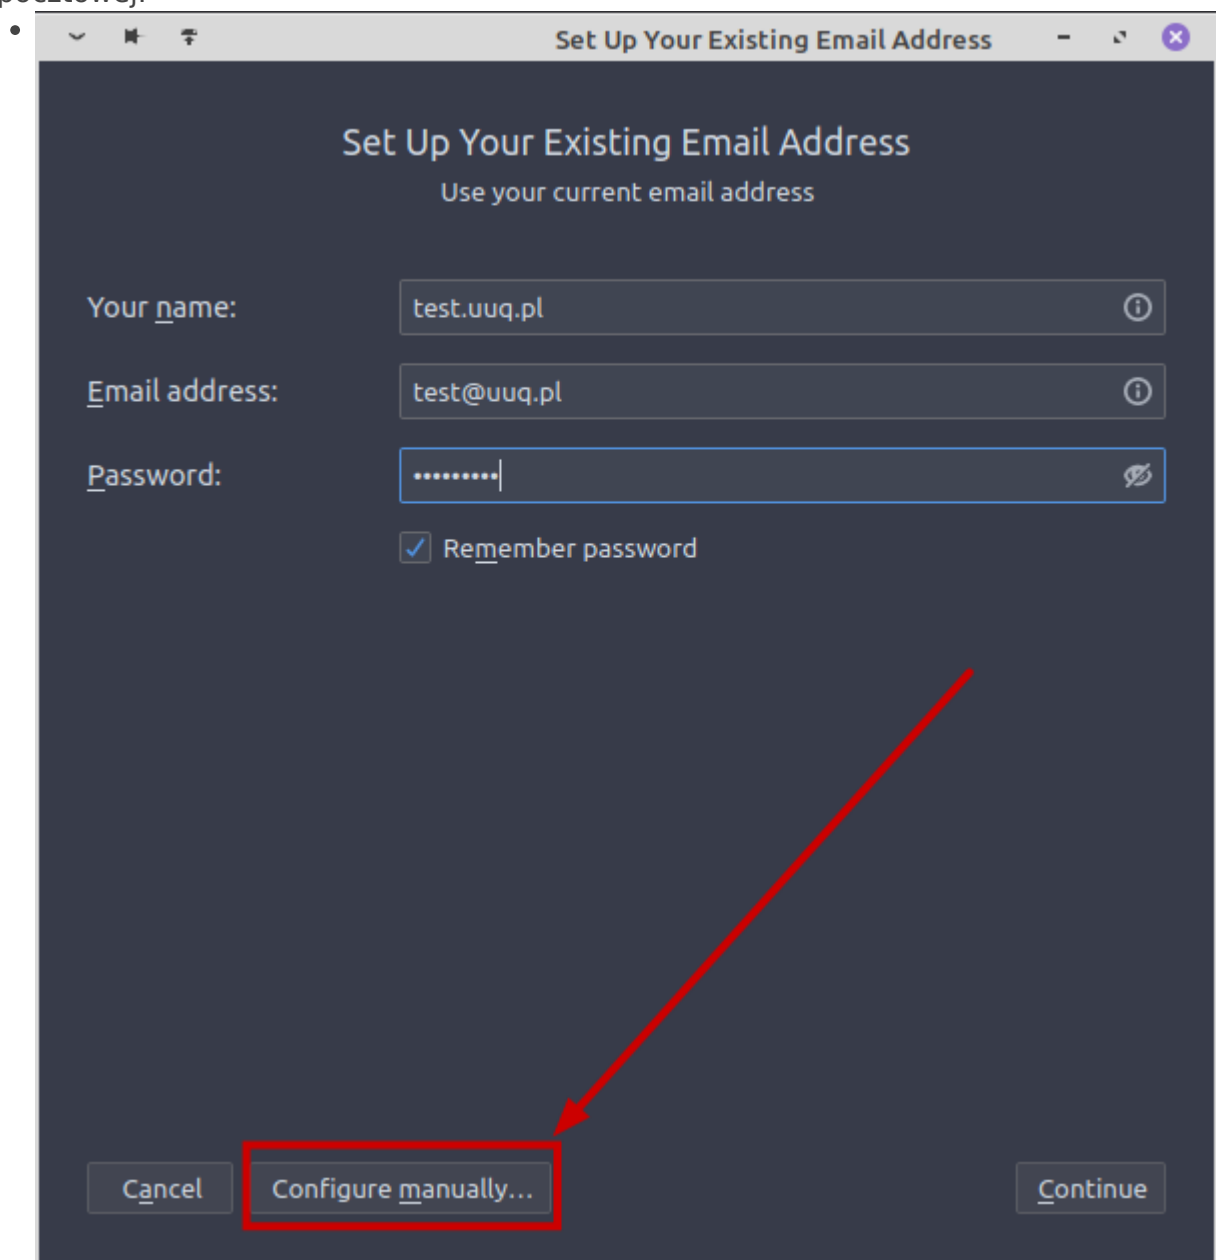 pocztowej.
Set Up Your Existing Email Address
Set Up Your Existing Email Address
Use your current email address
Your name:
test.uuq.pl
Email address:
test@uuq.pl
Password:
•••••••••
Remember password
Cancel
Configure manually...
Continue